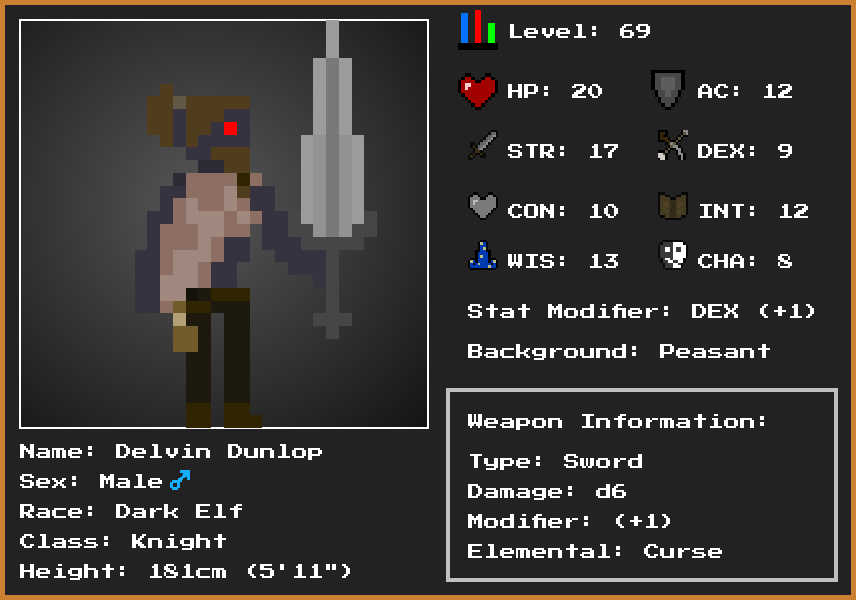 Level: 69
HP: 20 AC: 12
STR: 17 DEX: 9
CON: 10 INT: 12
WIS: 13 CHA: 8
Stat Modifier: DEX (+1)
Background: Peasant
Weapon Information:
Type: Sword
Damage: d6
Modifier: (+1)
Elemental: Curse
Name: Delvin Dunlop
Sex: Male♂
Race: Dark Elf
Class: Knight
Height: 181cm (5'11")